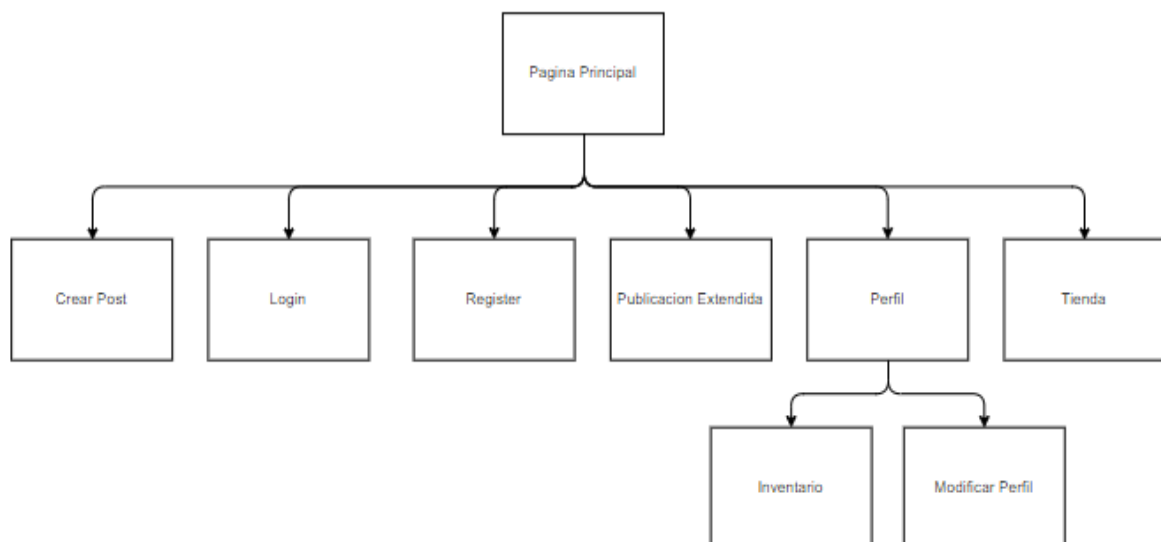 Pagina Principal
Crear Post
Login
Register
Publicacion Extendida
Perfil
Tienda
Inventario
Modificar Perfil